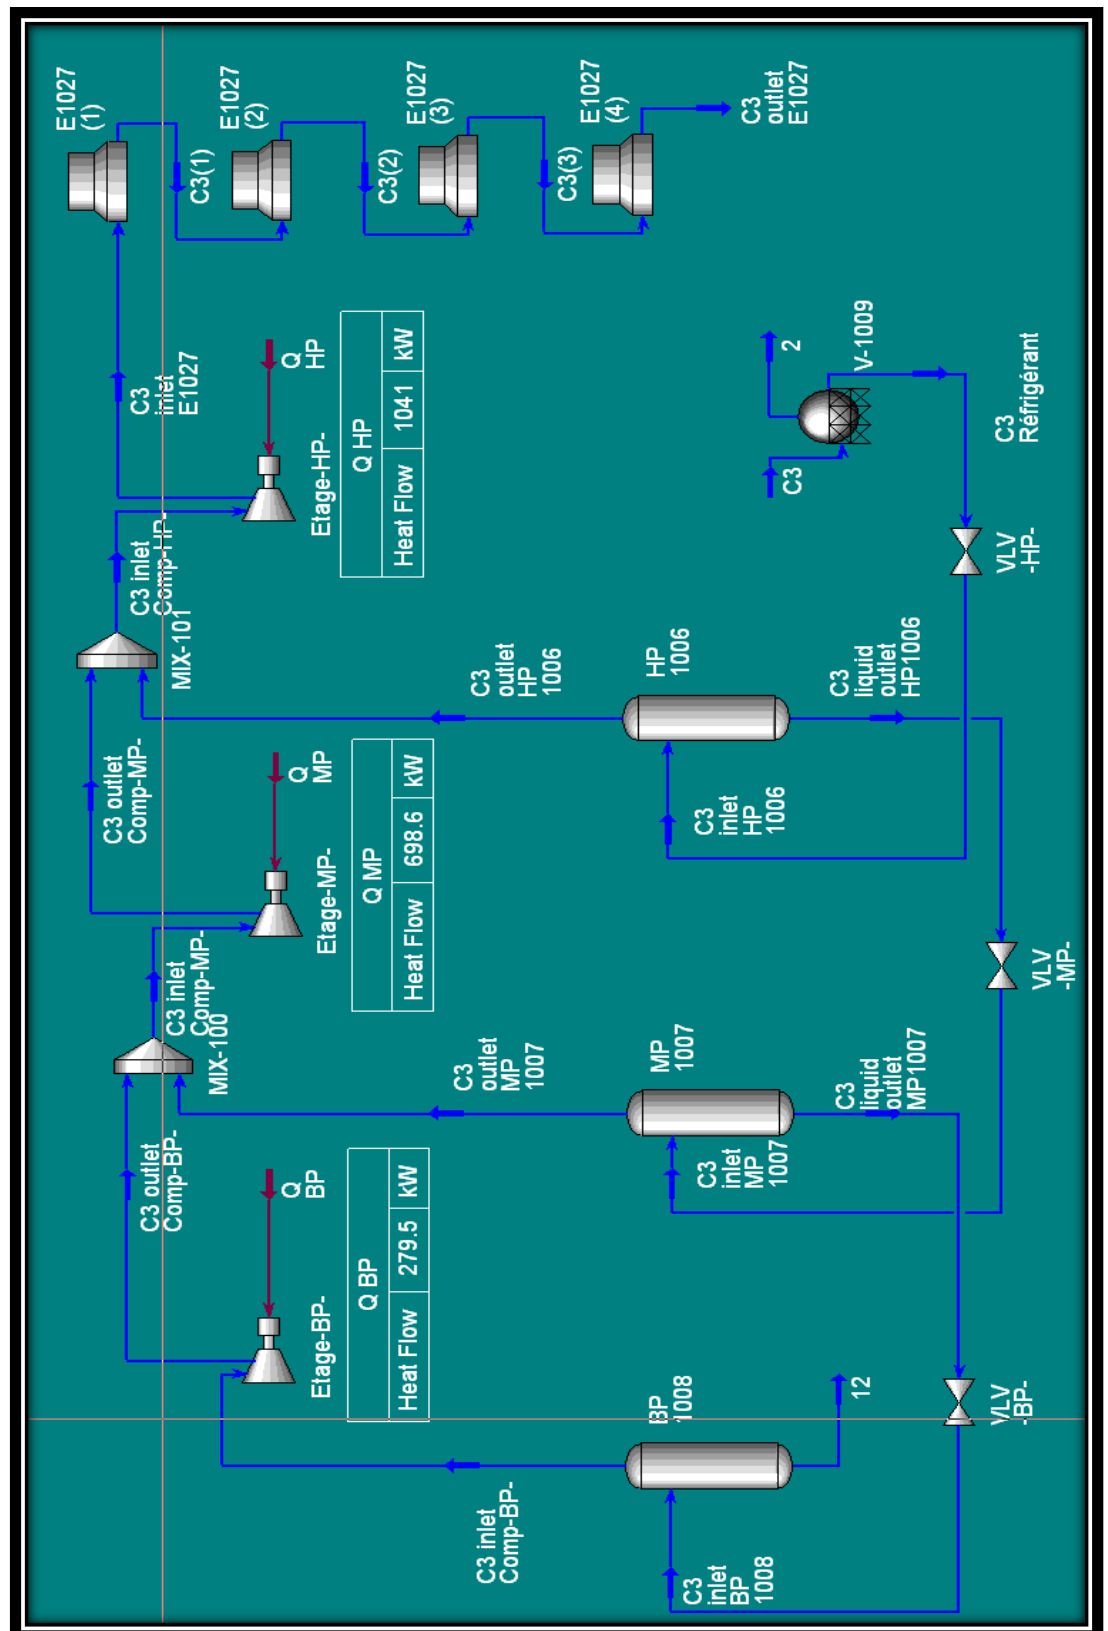 E1027
(1)
E1027
(2)
E1027
(3)
E1027
(4)
C3(1)
C3(2)
C3(3)
C3
outlet
E1027
C3
inlet
E1027
Q
HP
Etage-HP-
Q HP
Heat Flow 1041 kW
2
V-1009
C3
C3
Réfrigérant
VLV
-HP-
C3 inlet
Comp-HP-
MIX-101
C3
outlet
HP
1006
HP
1006
C3
liquid
outlet
HP1006
C3
inlet
HP
1006
C3 outlet
Comp-MP-
Q
MP
Etage-MP-
Q MP
Heat Flow 698.6 kW
VLV
-MP-
C3 inlet
Comp-MP-
MIX-100
C3
outlet
MP
1007
MP
1007
C3
liquid
outlet
MP1007
C3
inlet
MP
1007
C3 outlet
Comp-BP-
Q
BP
Etage-BP-
Q BP
Heat Flow 279.5 kW
BP
1008
12
VLV
-BP-
C3 inlet
Comp-BP-
C3
inlet
BP
1008